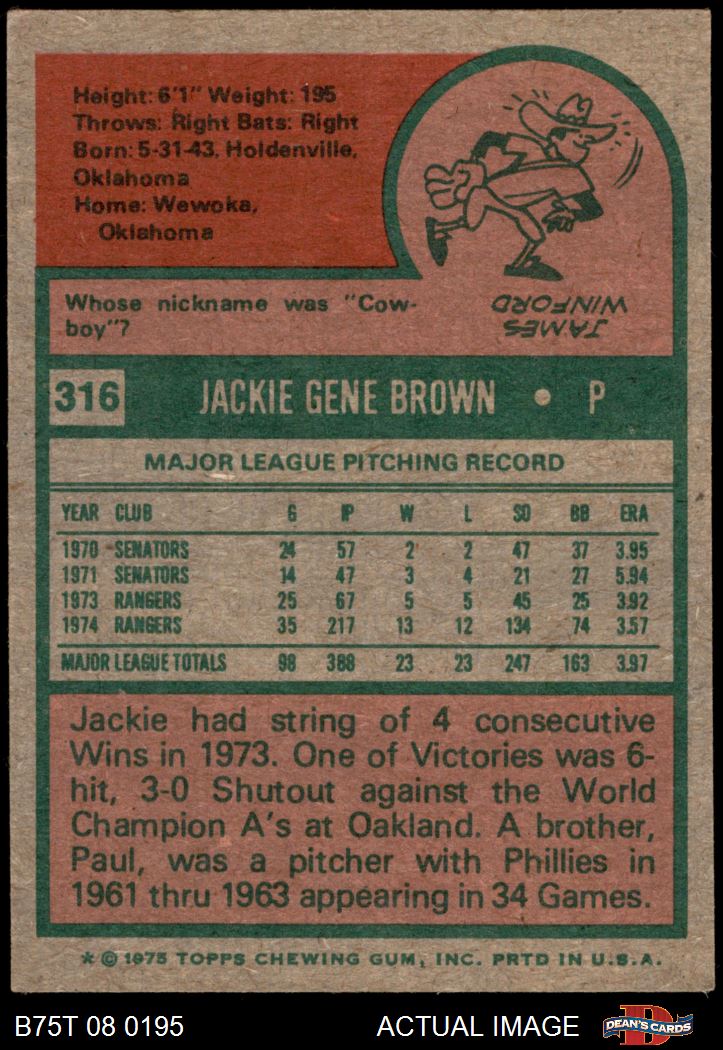 Height: 6'1" Weight: 195
Throws: Right Bats: Right
Born: 5-31-43, Holdenville,
Oklahoma
Home: Wewoka,
Oklahoma
Whose nickname was "Cow-
boy"?
JAMES
WINFORD
316 JACKIE GENE BROWN • P
MAJOR LEAGUE PITCHING RECORD
YEAR CLUB G IP W L SO BB ERA
1970 SENATORS 24 57 2 2 47 37 3.95
1971 SENATORS 14 47 3 4 21 27 5.94
1973 RANGERS 25 67 5 5 45 25 3.92
1974 RANGERS 35 217 13 12 134 74 3.57
MAJOR LEAGUE TOTALS 98 388 23 23 247 163 3.97
Jackie had string of 4 consecutive
Wins in 1973. One of Victories was 6-
hit, 3-0 Shutout against the World
Champion A's at Oakland. A brother,
Paul, was a pitcher with Phillies in
1961 thru 1963 appearing in 34 Games.
* © 1975 TOPPS CHEWING GUM, INC. PRTD IN U.S.A.
B75T 08 0195 ACTUAL IMAGE D DEAN'S CARDS